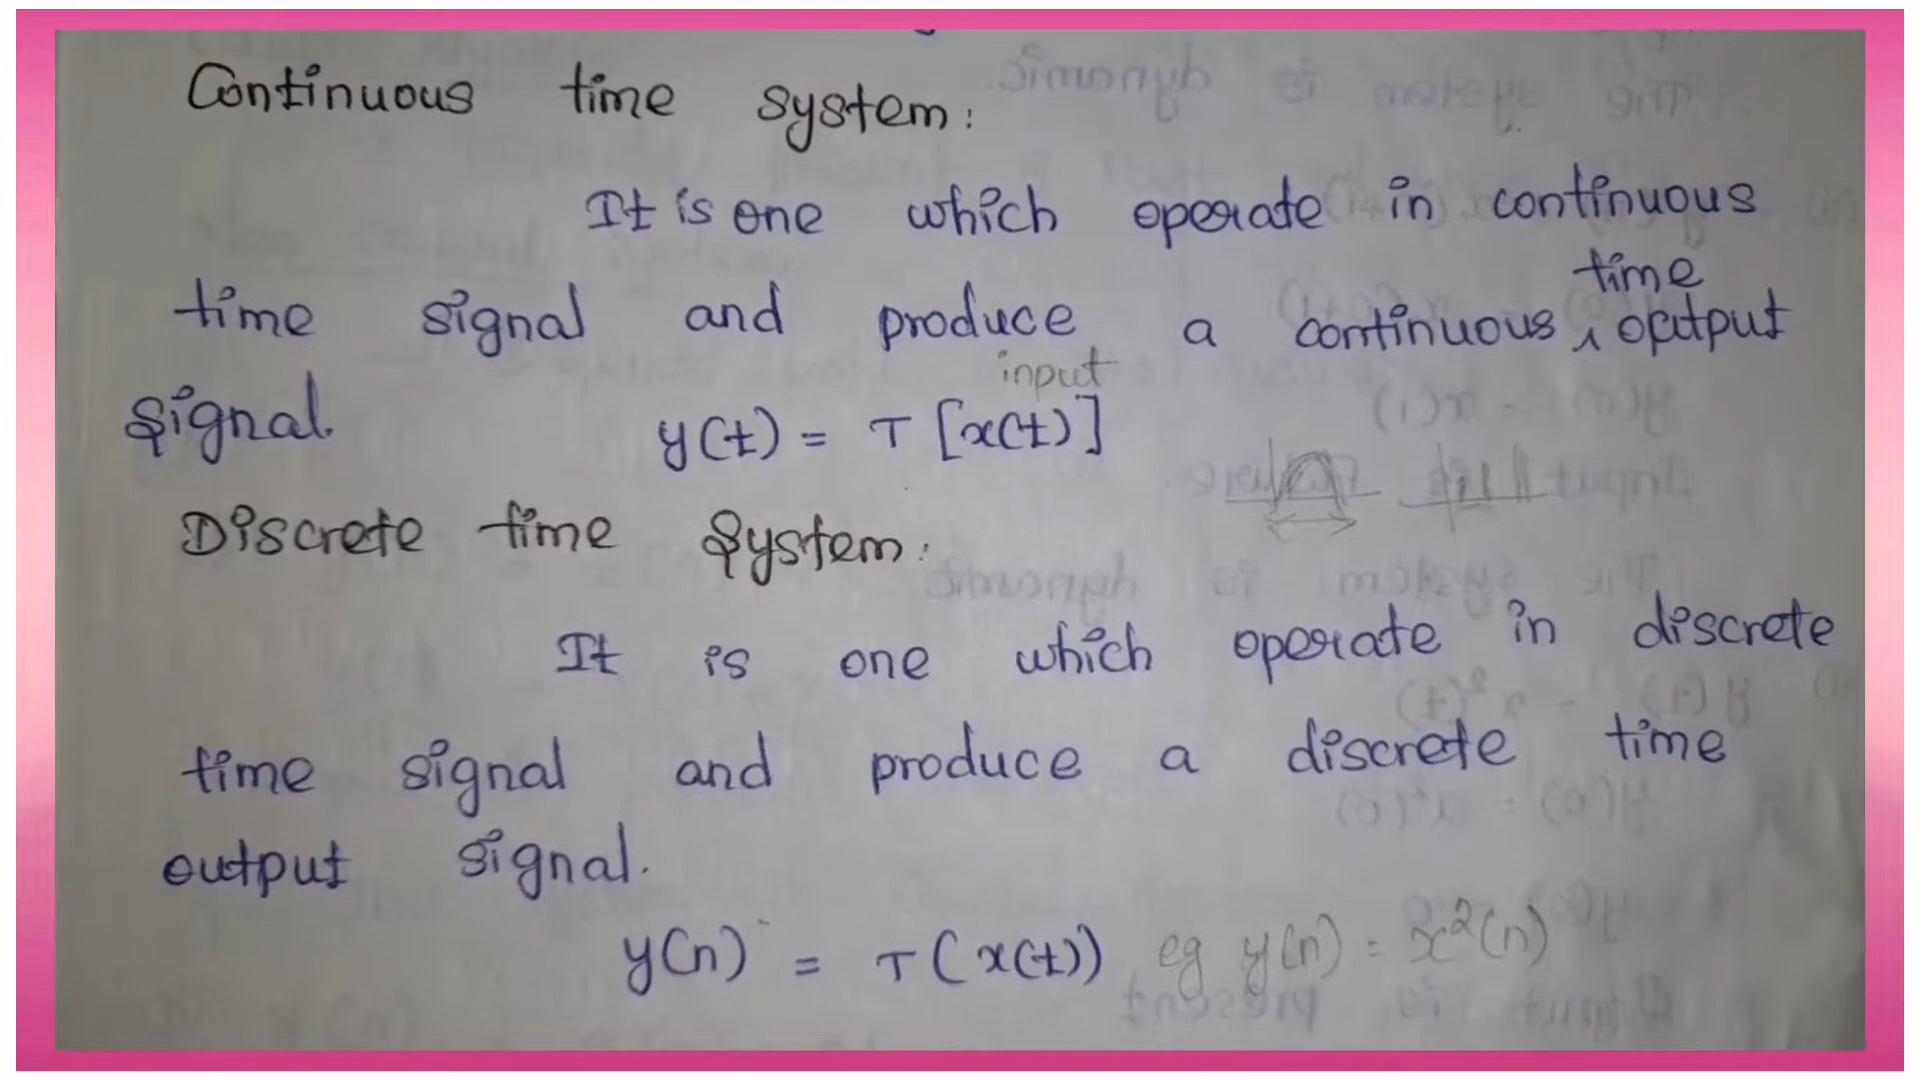 Continuous time system:
It is one which operate in continuous
time
time signal and produce a continuous ^ output
input
signal. y(t) = T [x(t)]
Discrete time System:
It is one which operate in discrete
time signal and produce a discrete time
output signal.
y(n) = T(x(t)) eg y(n) = x²(n)